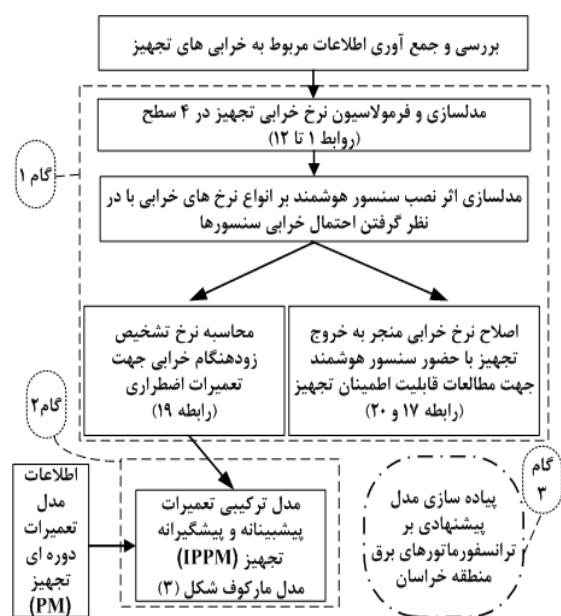 بررسی و جمع آوری اطلاعات مربوط به خرابی های تجهیز
مدلسازی و فرمولاسیون نرخ خرابی تجهیز در ۴ سطح
(روابط ۱ تا ۱۲)
گام ۱
مدلسازی اثر نصب سنسور هوشمند بر انواع نرخ های خرابی با در
نظر گرفتن احتمال خرابی سنسورها
اصلاح نرخ خرابی منجر به خروج
تجهیز با حضور سنسور هوشمند
جهت مطالعات قابلیت اطمینان تجهیز
(رابطه ۱۷ و ۲۰)
محاسبه نرخ تشخیص
زودهنگام خرابی جهت
تعمیرات اضطراری
(رابطه ۱۹)
گام۲
گام
۳
پیاده سازی مدل
پیشنهادی بر
ترانسفورماتورهای برق
منطقه خراسان
مدل ترکیبی تعمیرات
پیشبینانه و پیشگیرانه
تجهیز (IPPM)
مدل مارکوف شکل (۳)
اطلاعات
مدل
تعمیرات
دوره ای
تجهیز
(PM)